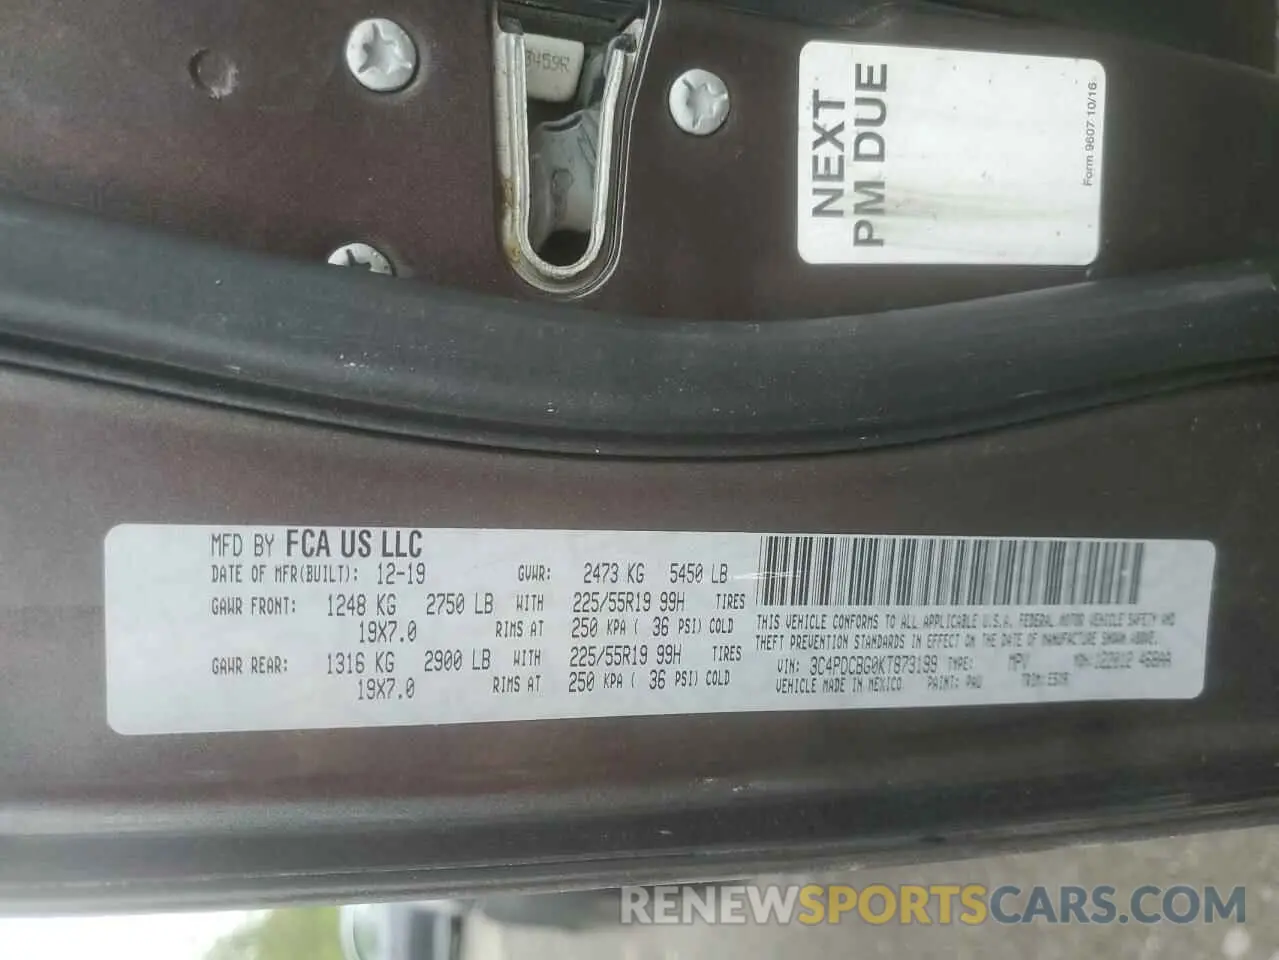 3459R
NEXT
PM DUE
Form 9607 10/16
MFD BY FCA US LLC
DATE OF MFR(BUILT): 12-19 GVWR: 2473 KG 5450 LB
GAWR FRONT: 1248 KG 2750 LB WITH 225/55R19 99H TIRES
19X7.0 RIMS AT 250 KPA ( 36 PSI) COLD
GAWR REAR: 1316 KG 2900 LB WITH 225/55R19 99H TIRES
19X7.0 RIMS AT 250 KPA ( 36 PSI) COLD
THIS VEHICLE CONFORMS TO ALL APPLICABLE U.S.A. FEDERAL MOTOR VEHICLE SAFETY AND
THEFT PREVENTION STANDARDS IN EFFECT ON THE DATE OF MANUFACTURE SHOWN ABOVE.
VIN: 3C4PDCBG0KT873199 TYPE: MPV MDH:
VEHICLE MADE IN MEXICO PAINT: PAU TRIM:
RENEWSPORTSCARS.COM